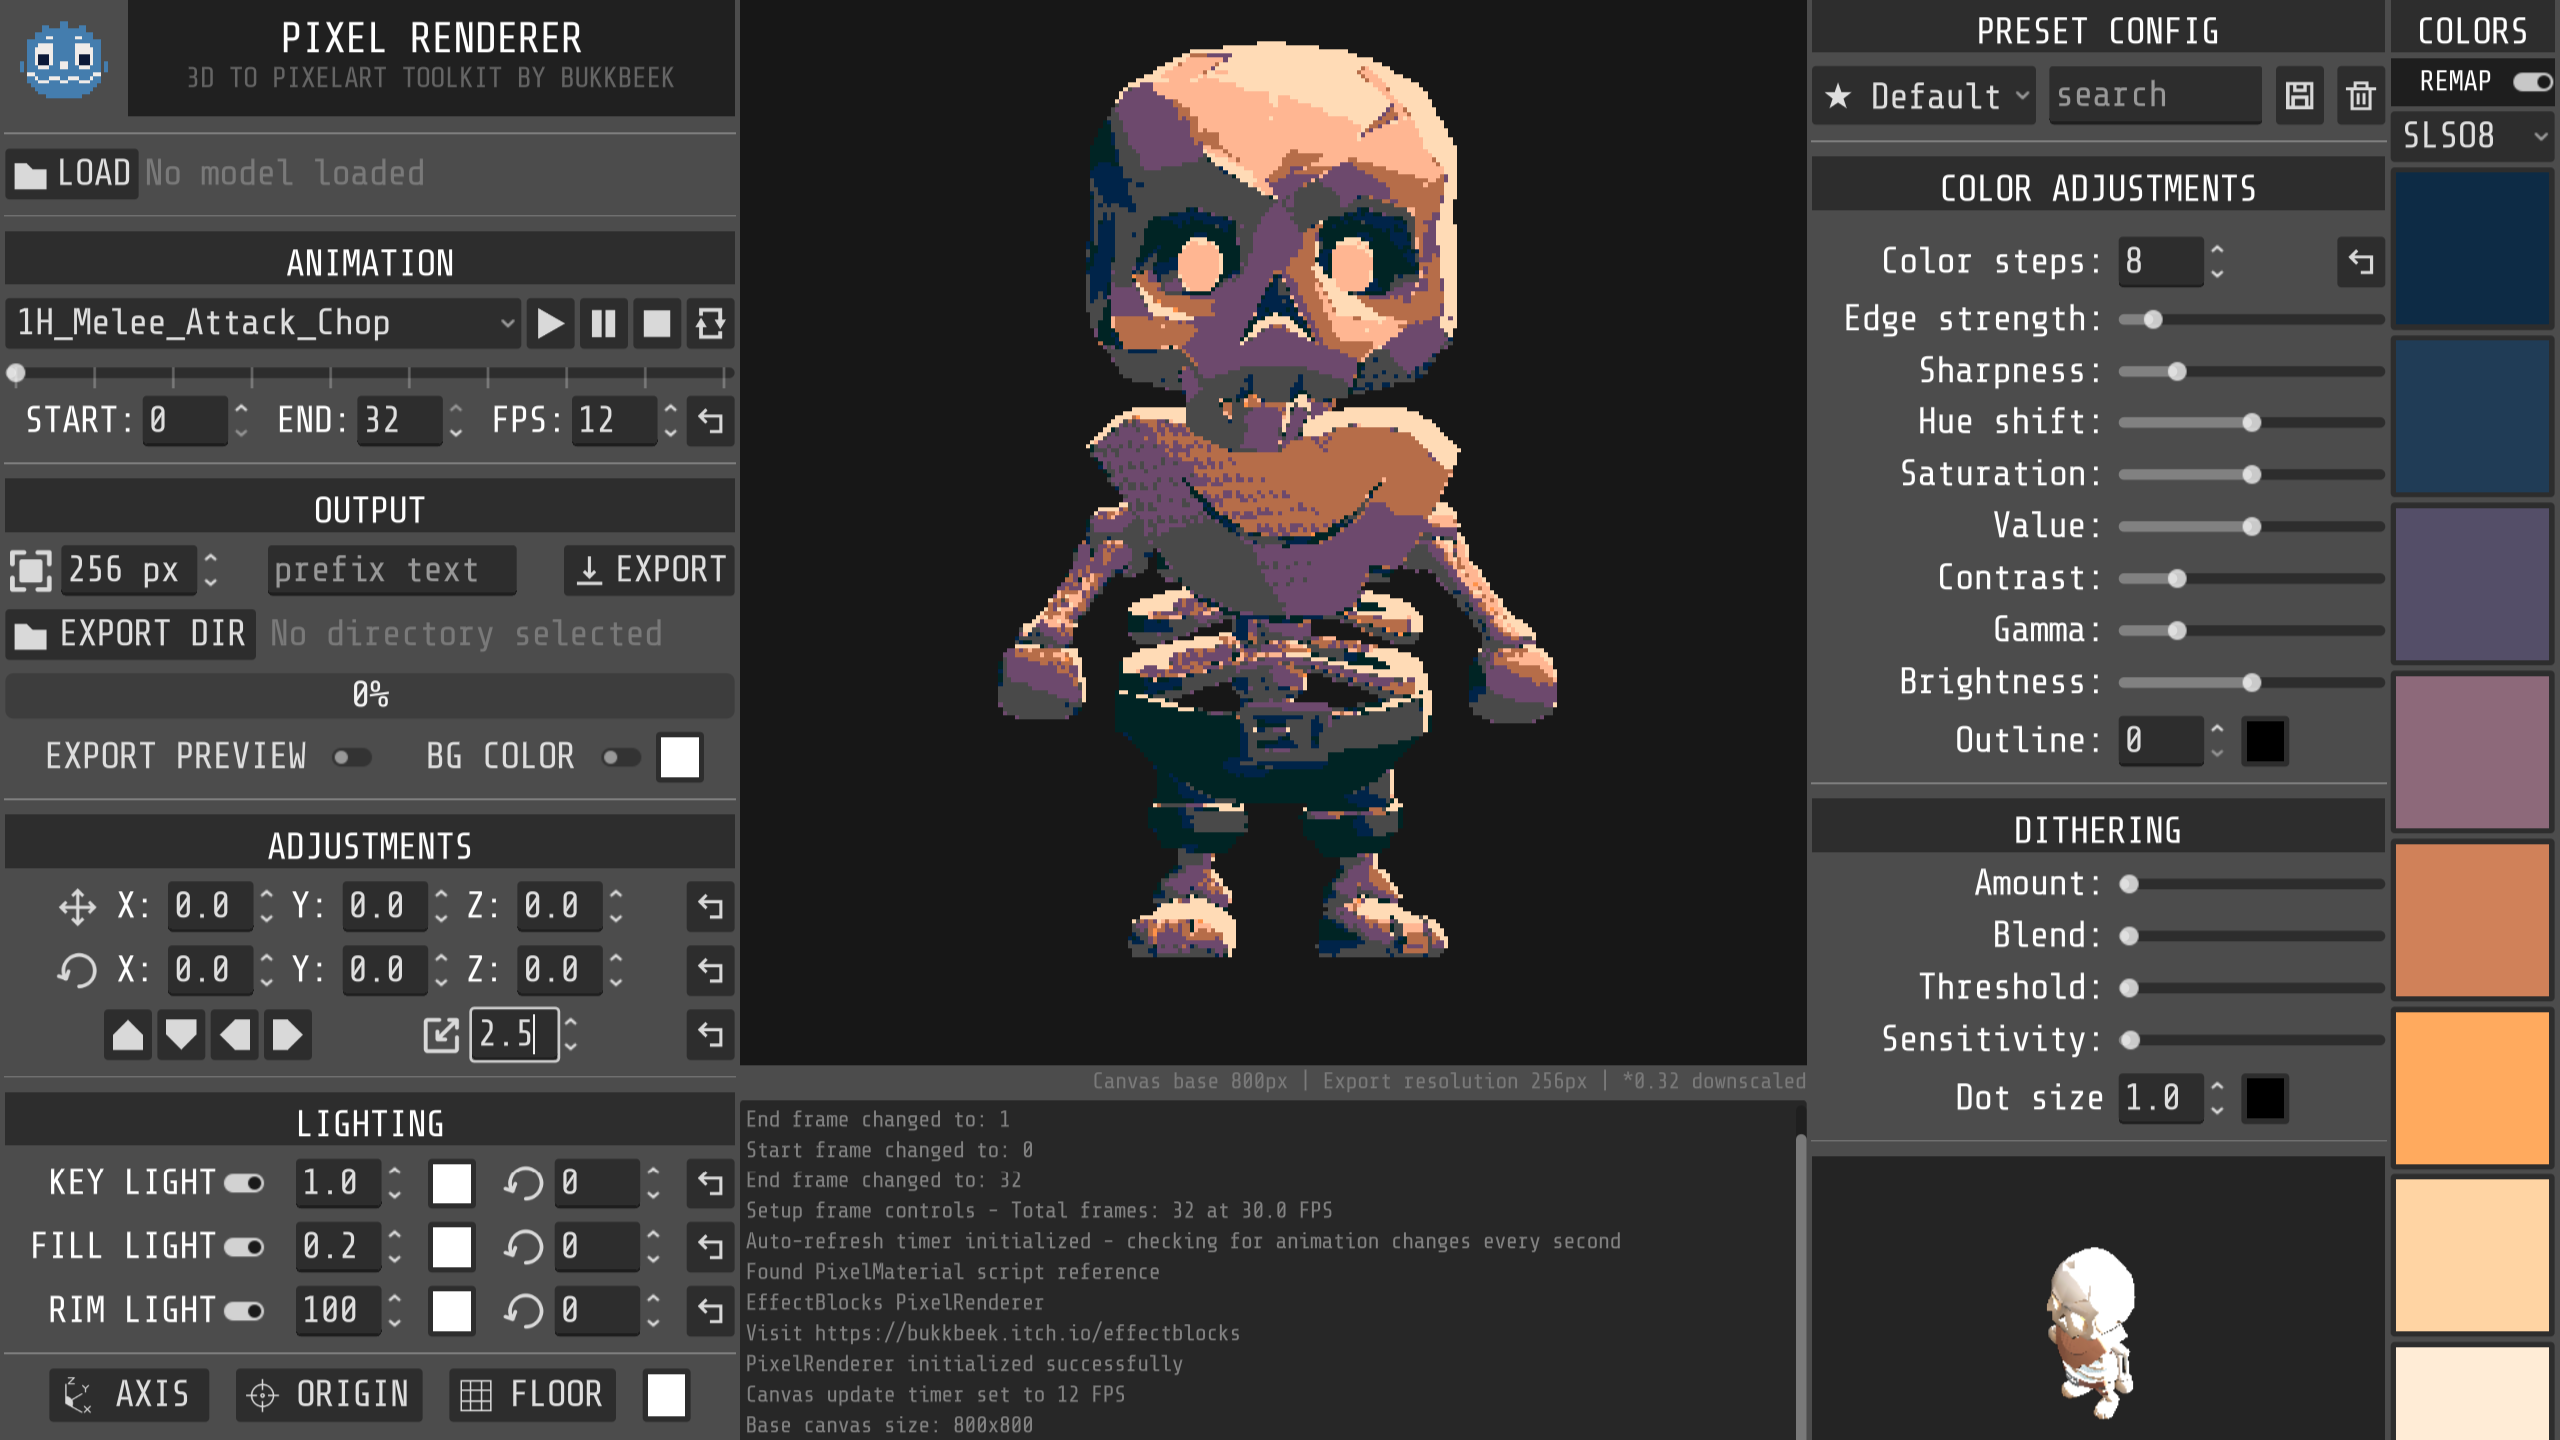 PIXEL RENDERER
3D TO PIXELART TOOLKIT BY BUKKBEEK
LOAD No model loaded
ANIMATION
1H_Melee_Attack_Chop
START: 0 END: 32 FPS: 12
OUTPUT
256 px prefix text EXPORT
EXPORT DIR No directory selected
0%
EXPORT PREVIEW BG COLOR
ADJUSTMENTS
X: 0.0 Y: 0.0 Z: 0.0
X: 0.0 Y: 0.0 Z: 0.0
2.5
LIGHTING
KEY LIGHT 1.0 0
FILL LIGHT 0.2 0
RIM LIGHT 100 0
Z Y X AXIS ORIGIN FLOOR
Canvas base 800px | Export resolution 256px | *0.32 downscaled
End frame changed to: 1
Start frame changed to: 0
End frame changed to: 32
Setup frame controls - Total frames: 32 at 30.0 FPS
Auto-refresh timer initialized - checking for animation changes every second
Found PixelMaterial script reference
EffectBlocks PixelRenderer
Visit https://bukkbeek.itch.io/effectblocks
PixelRenderer initialized successfully
Canvas update timer set to 12 FPS
Base canvas size: 800x800
PRESET CONFIG
Default search
COLOR ADJUSTMENTS
Color steps: 8
Edge strength:
Sharpness:
Hue shift:
Saturation:
Value:
Contrast:
Gamma:
Brightness:
Outline: 0
DITHERING
Amount:
Blend:
Threshold:
Sensitivity:
Dot size 1.0
COLORS
REMAP
SLSO8